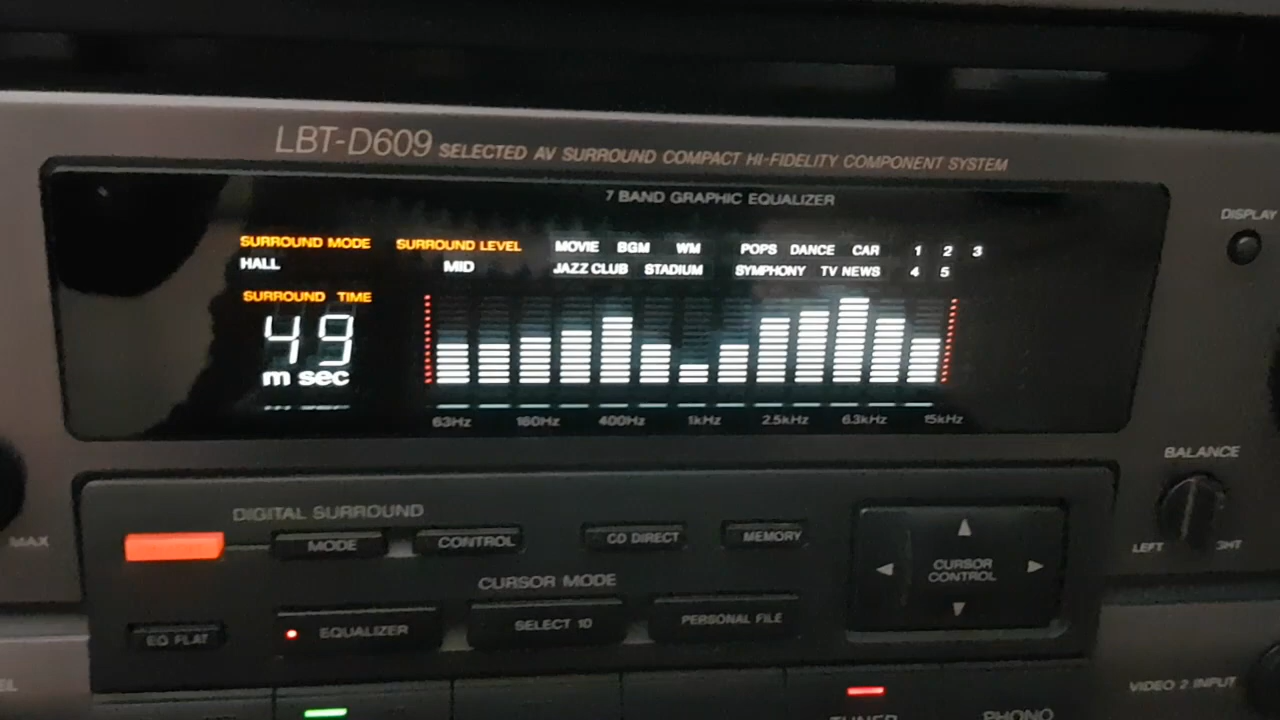 LBT-D609 SELECTED AV SURROUND COMPACT HI-FIDELITY COMPONENT SYSTEM
7 BAND GRAPHIC EQUALIZER
DISPLAY
SURROUND MODE SURROUND LEVEL MOVIE BGM WM POPS DANCE CAR 1 2 3
HALL MID JAZZ CLUB STADIUM SYMPHONY TV NEWS 4 5
SURROUND TIME
49
m sec
63Hz 160Hz 400Hz 1kHz 2.5kHz 6.3kHz 15kHz
BALANCE
DIGITAL SURROUND
MAX MODE CONTROL CD DIRECT MEMORY LEFT
CURSOR
CONTROL
CURSOR MODE
EQ FLAT EQUALIZER SELECT 10 PERSONAL FILE
VIDEO 2 INPUT
TUNER PHONO